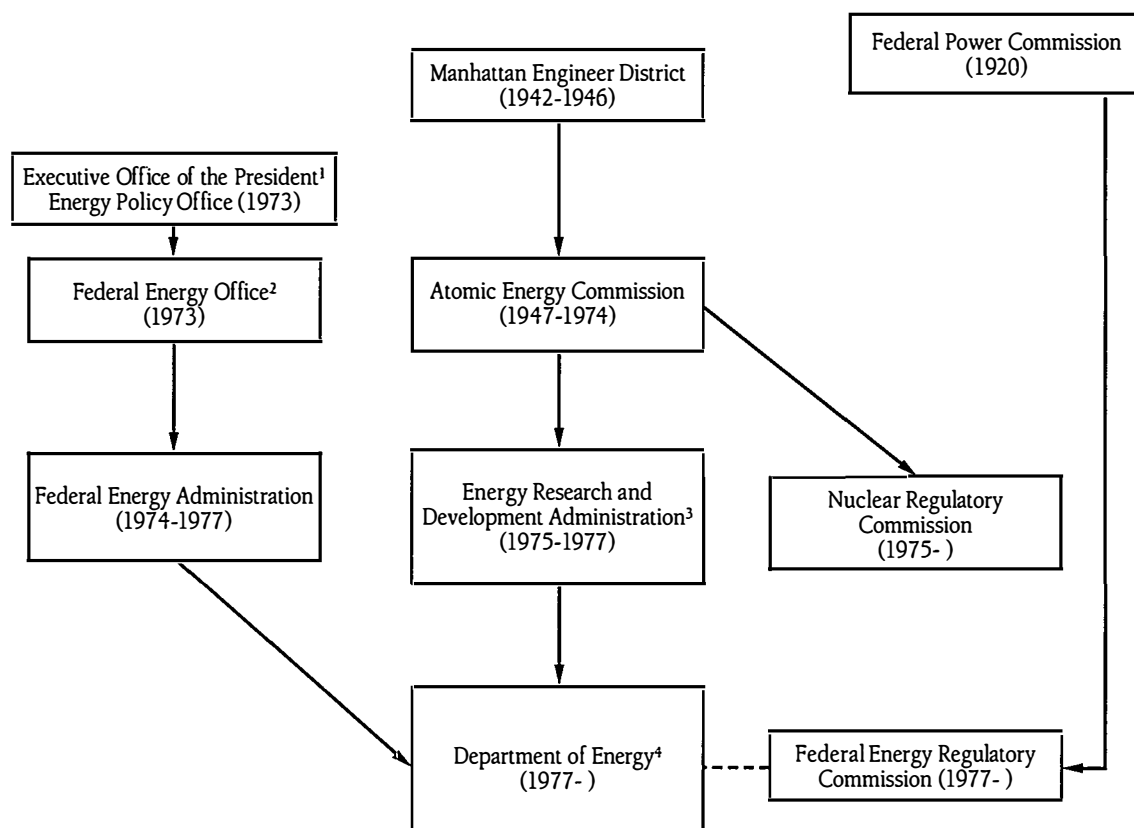 Federal Power Commission
(1920)
Manhattan Engineer District
(1942-1946)
Executive Office of the President¹
Energy Policy Office (1973)
Federal Energy Office²
(1973)
Atomic Energy Commission
(1947-1974)
Federal Energy Administration
(1974-1977)
Energy Research and
Development Administration³
(1975-1977)
Nuclear Regulatory
Commission
(1975- )
Department of Energy⁴
(1977- )
Federal Energy Regulatory
Commission (1977- )